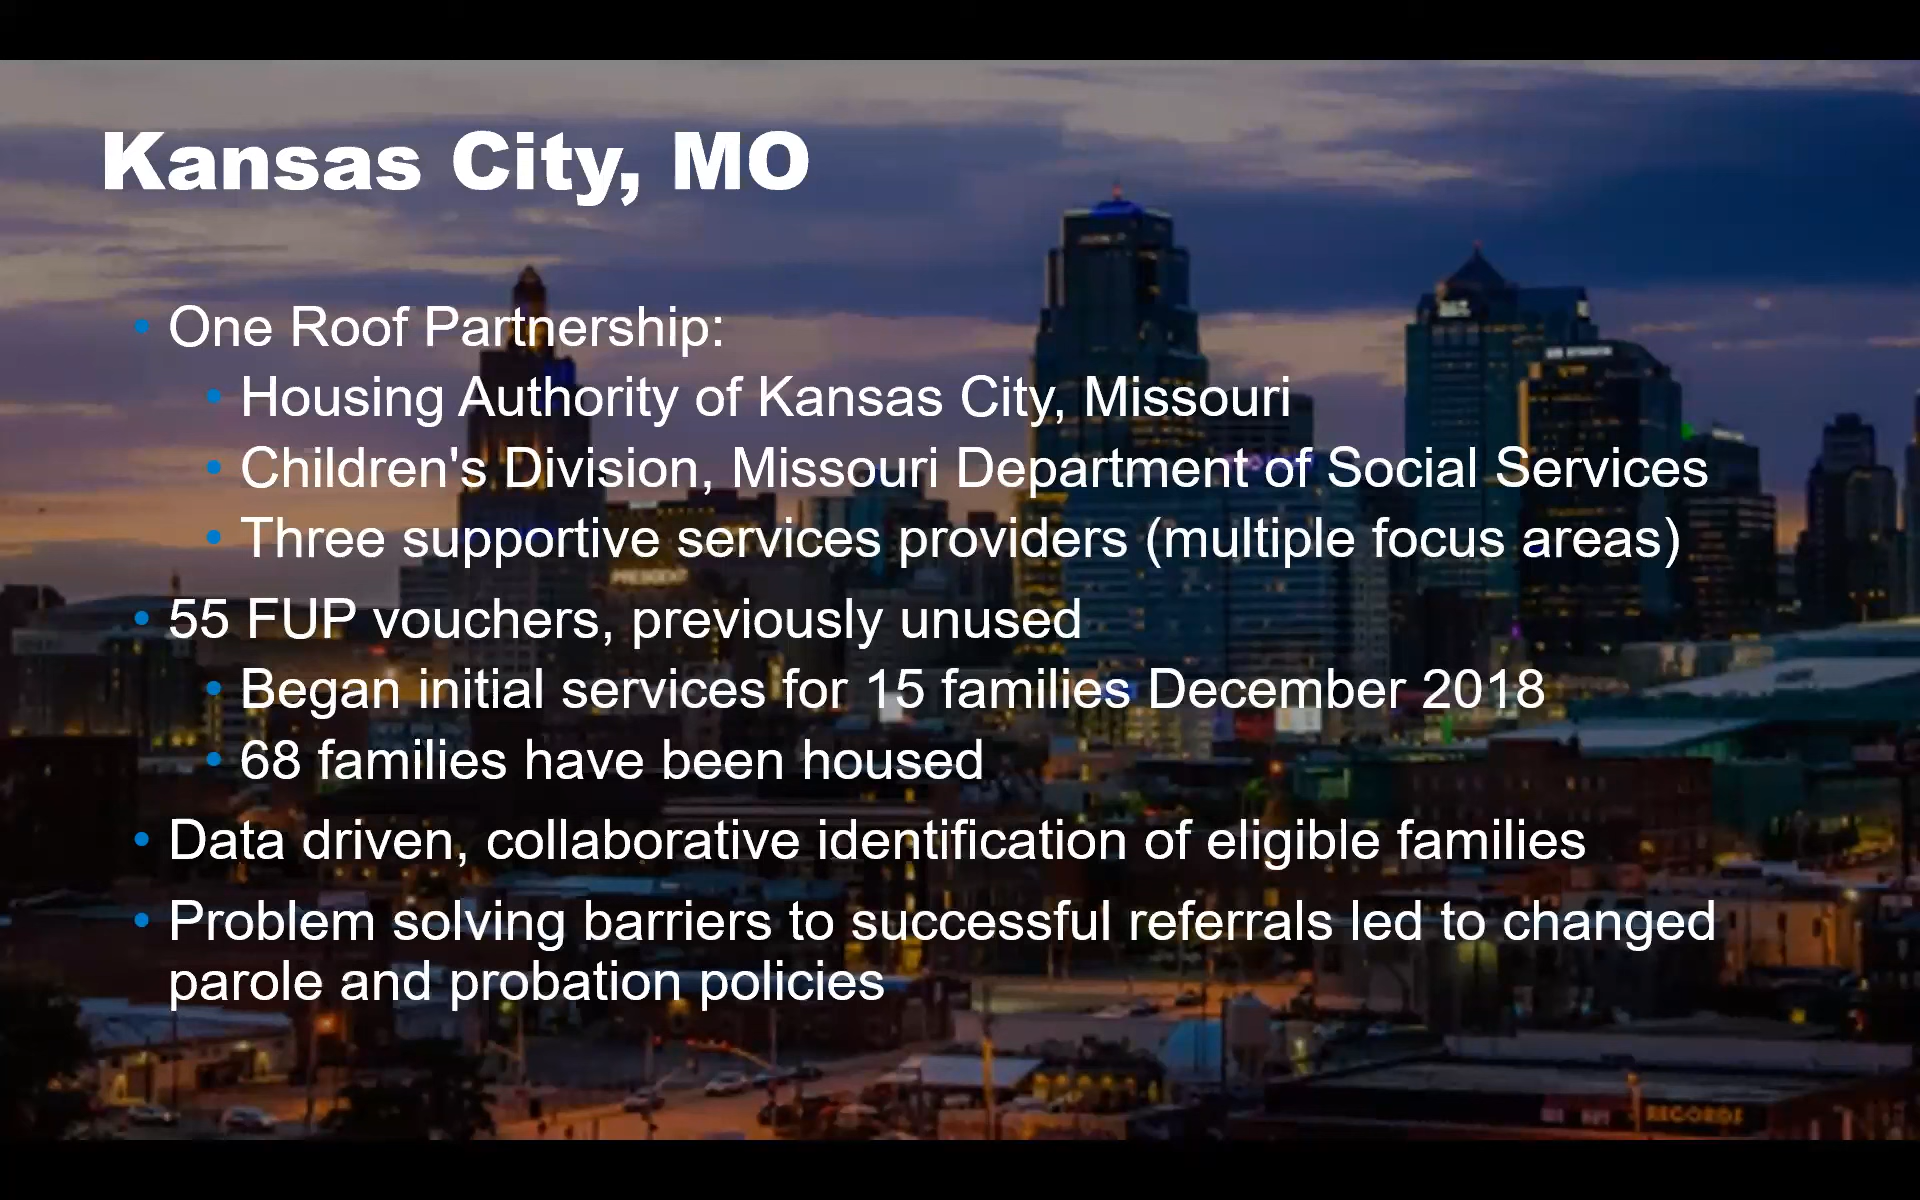 Kansas City, MO
• One Roof Partnership:
• Housing Authority of Kansas City, Missouri
• Children's Division, Missouri Department of Social Services
• Three supportive services providers (multiple focus areas)
• 55 FUP vouchers, previously unused
• Began initial services for 15 families December 2018
• 68 families have been housed
• Data driven, collaborative identification of eligible families
• Problem solving barriers to successful referrals led to changed
parole and probation policies
PRESIDENT
RECORDS